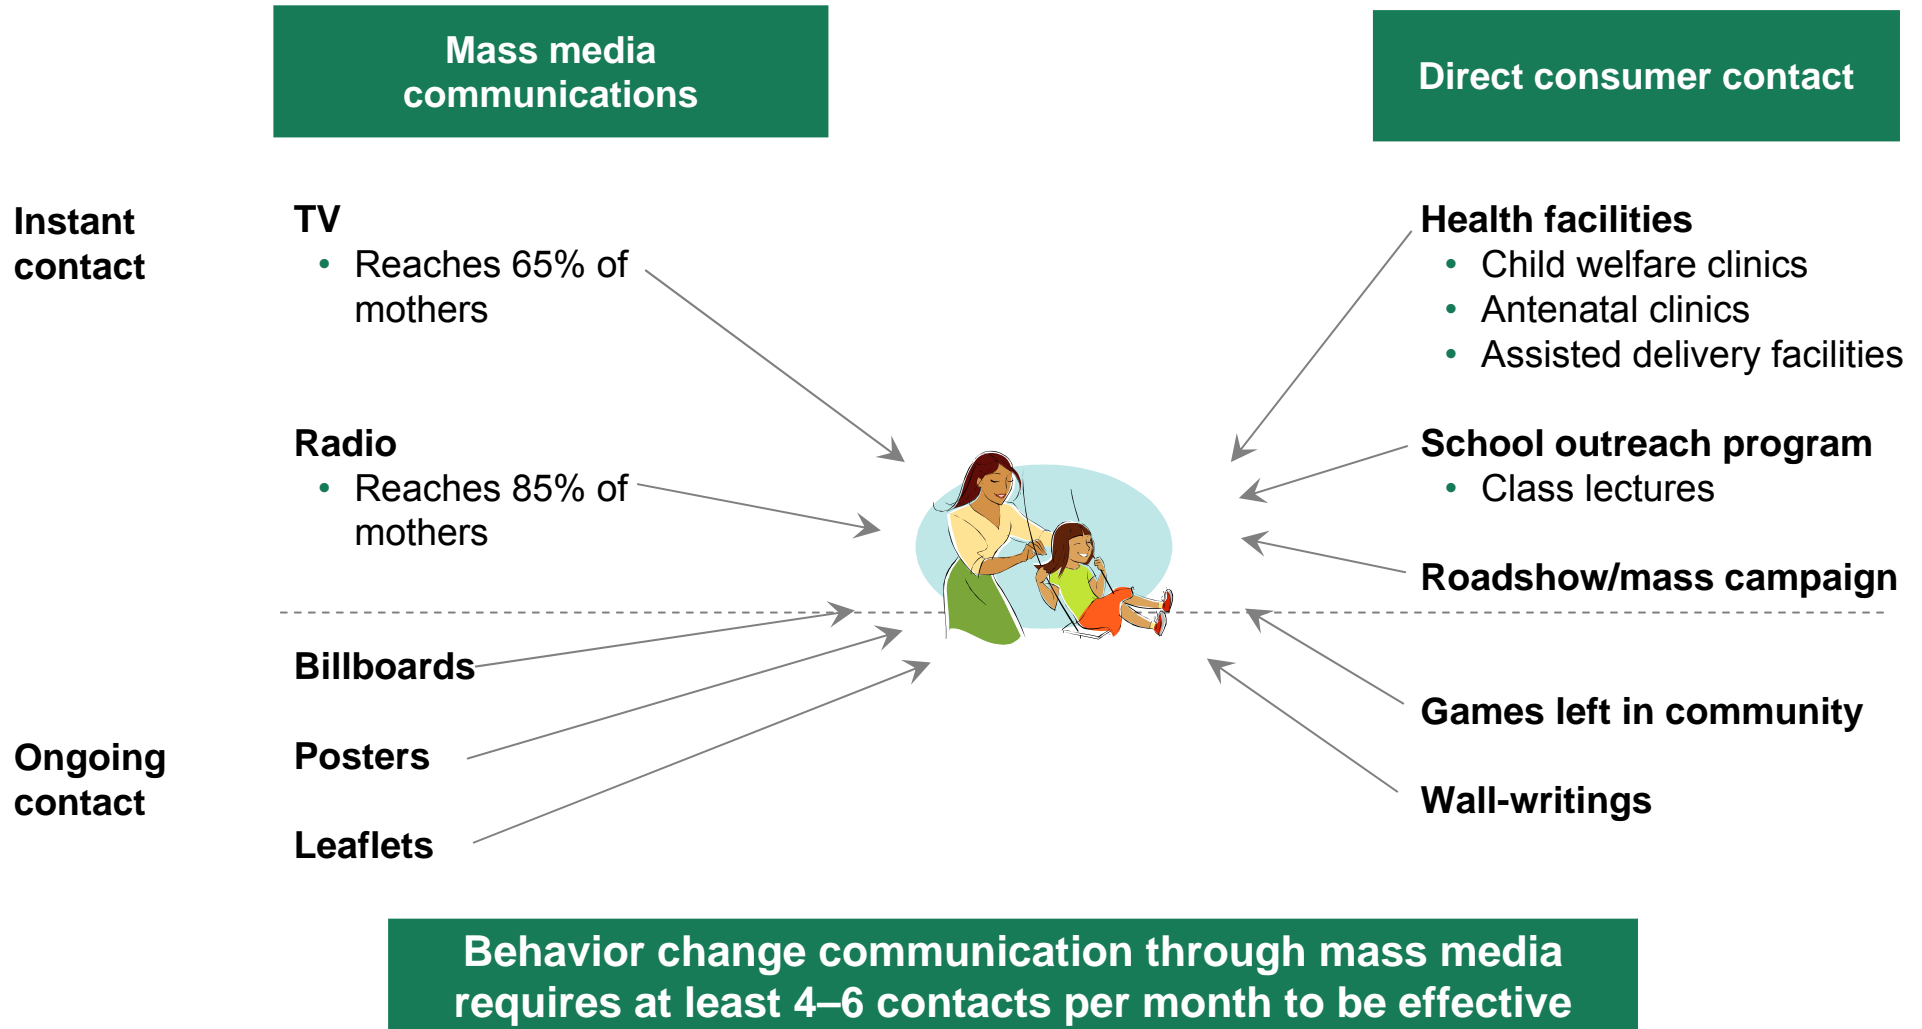 Mass media
communications
Direct consumer contact
Instant
contact
TV
• Reaches 65% of
mothers
Radio
• Reaches 85% of
mothers
Health facilities
• Child welfare clinics
• Antenatal clinics
• Assisted delivery facilities
School outreach program
• Class lectures
Roadshow/mass campaign
Ongoing
contact
Billboards
Posters
Leaflets
Games left in community
Wall-writings
Behavior change communication through mass media
requires at least 4–6 contacts per month to be effective